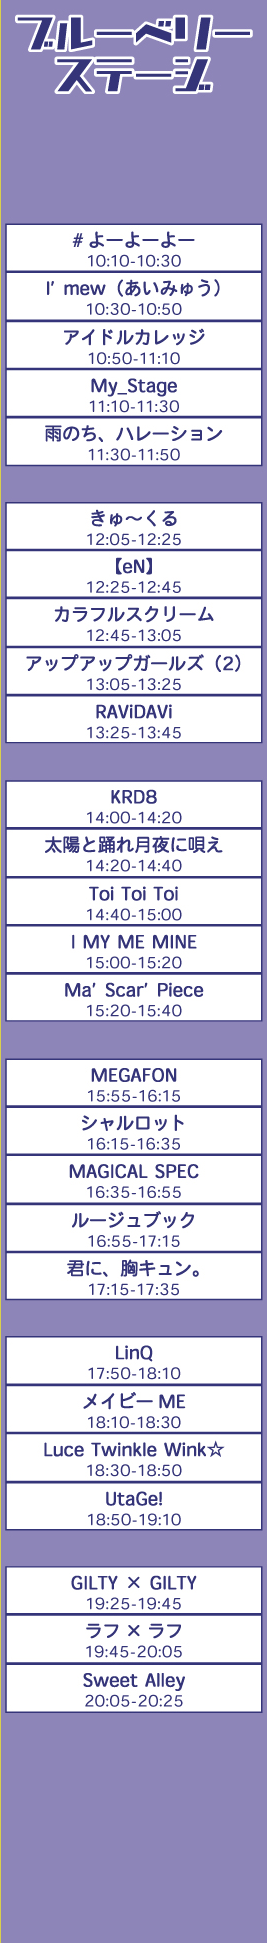 ブルーベリー
ステージ
#よーよーよー
10:10-10:30
I' mew（あいみゅう）
10:30-10:50
アイドルカレッジ
10:50-11:10
My_Stage
11:10-11:30
雨のち、ハレーション
11:30-11:50
きゅ〜くる
12:05-12:25
【eN】
12:25-12:45
カラフルスクリーム
12:45-13:05
アップアップガールズ（2）
13:05-13:25
RAViDAVi
13:25-13:45
KRD8
14:00-14:20
太陽と踊れ月夜に唄え
14:20-14:40
Toi Toi Toi
14:40-15:00
I MY ME MINE
15:00-15:20
Ma' Scar' Piece
15:20-15:40
MEGAFON
15:55-16:15
シャルロット
16:15-16:35
MAGICAL SPEC
16:35-16:55
ルージュブック
16:55-17:15
君に、胸キュン。
17:15-17:35
LinQ
17:50-18:10
メイビーME
18:10-18:30
Luce Twinkle Wink☆
18:30-18:50
UtaGe!
18:50-19:10
GILTY × GILTY
19:25-19:45
ラフ × ラフ
19:45-20:05
Sweet Alley
20:05-20:25